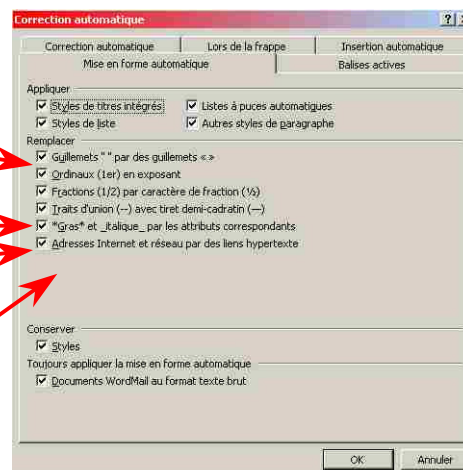 Correction automatique
Correction automatique Lors de la frappe Insertion automatique
Mise en forme automatique Balises actives
Appliquer
Styles de titres intégrés Listes à puces automatiques
Styles de liste Autres styles de paragraphe
Remplacer
Guillemets " " par des guillemets « »
Ordinaux (1er) en exposant
Fractions (1/2) par caractère de fraction (½)
Traits d'union (--) avec tiret demi-cadratin (—)
*Gras* et _italique_ par les attributs correspondants
Adresses Internet et réseau par des liens hypertexte
Conserver
Styles
Toujours appliquer la mise en forme automatique
Documents WordMail au format texte brut
OK Annuler